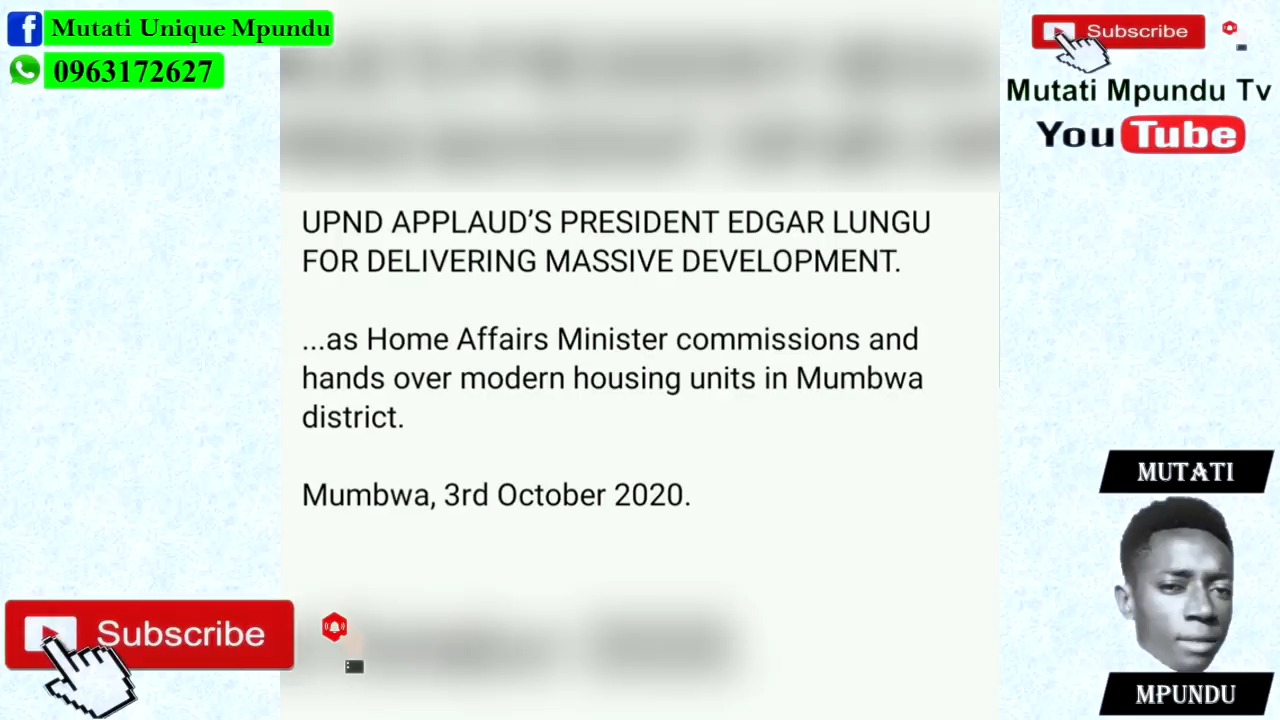 Mutati Unique Mpundu
0963172627
Subscribe
Mutati Mpundu Tv
YouTube
UPND APPLAUD’S PRESIDENT EDGAR LUNGU
FOR DELIVERING MASSIVE DEVELOPMENT.
...as Home Affairs Minister commissions and
hands over modern housing units in Mumbwa
district.
Mumbwa, 3rd October 2020.
MUTATI
MPUNDU
Subscribe